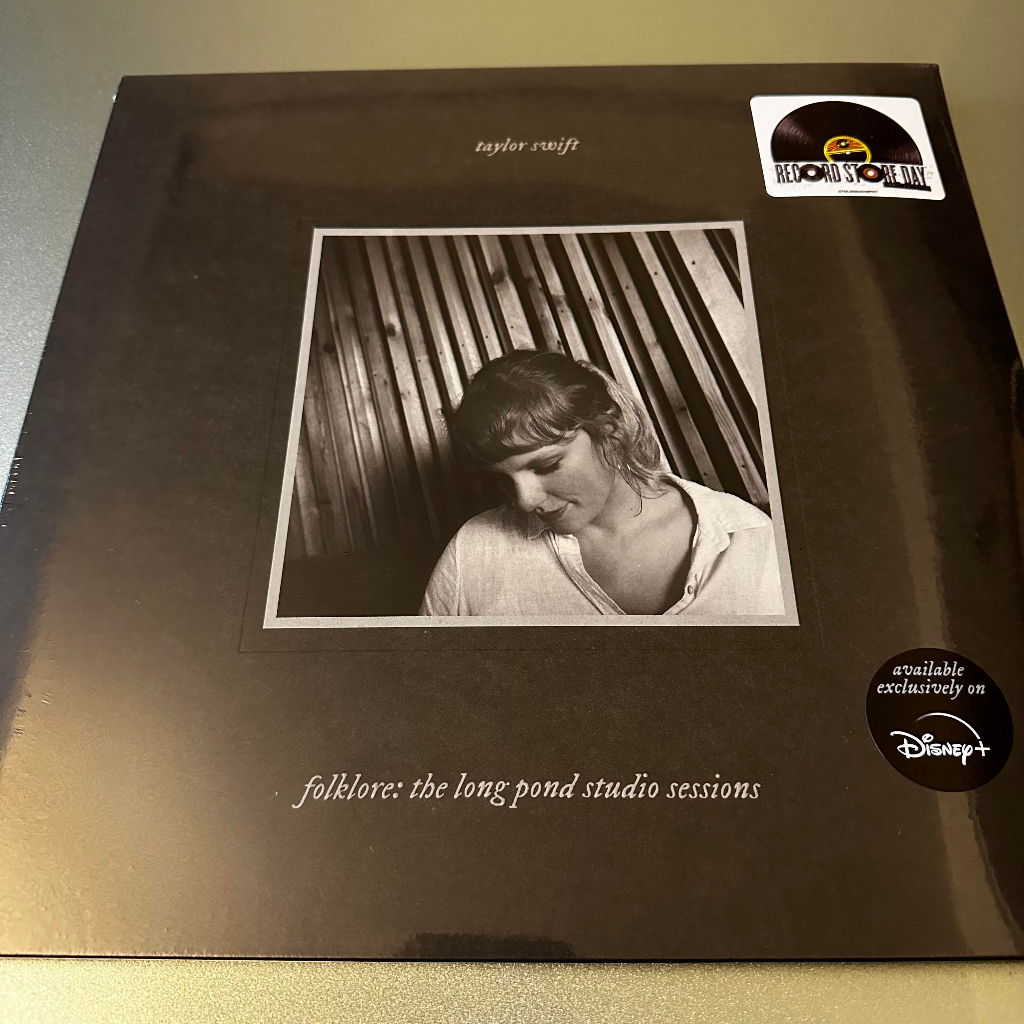 taylor swift
RECORD STORE DAY
folklore: the long pond studio sessions
available
exclusively on
Disney+